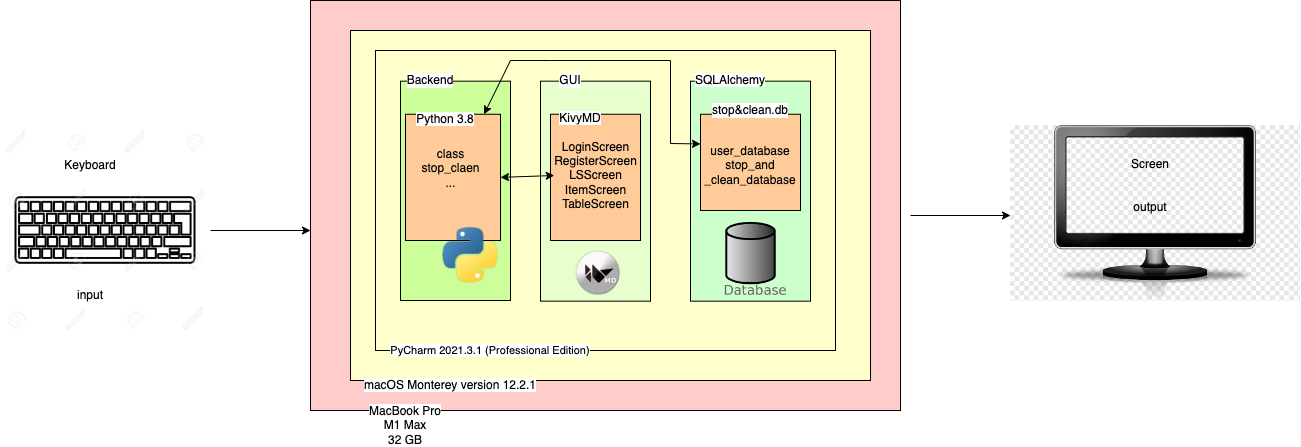 Keyboard
input
Backend
Python 3.8
class
stop_claen
...
GUI
KivyMD
LoginScreen
RegisterScreen
LSScreen
ItemScreen
TableScreen
MD
SQLAlchemy
stop&clean.db
user_database
stop_and
_clean_database
Database
PyCharm 2021.3.1 (Professional Edition)
macOS Monterey version 12.2.1
MacBook Pro
M1 Max
32 GB
Screen
output